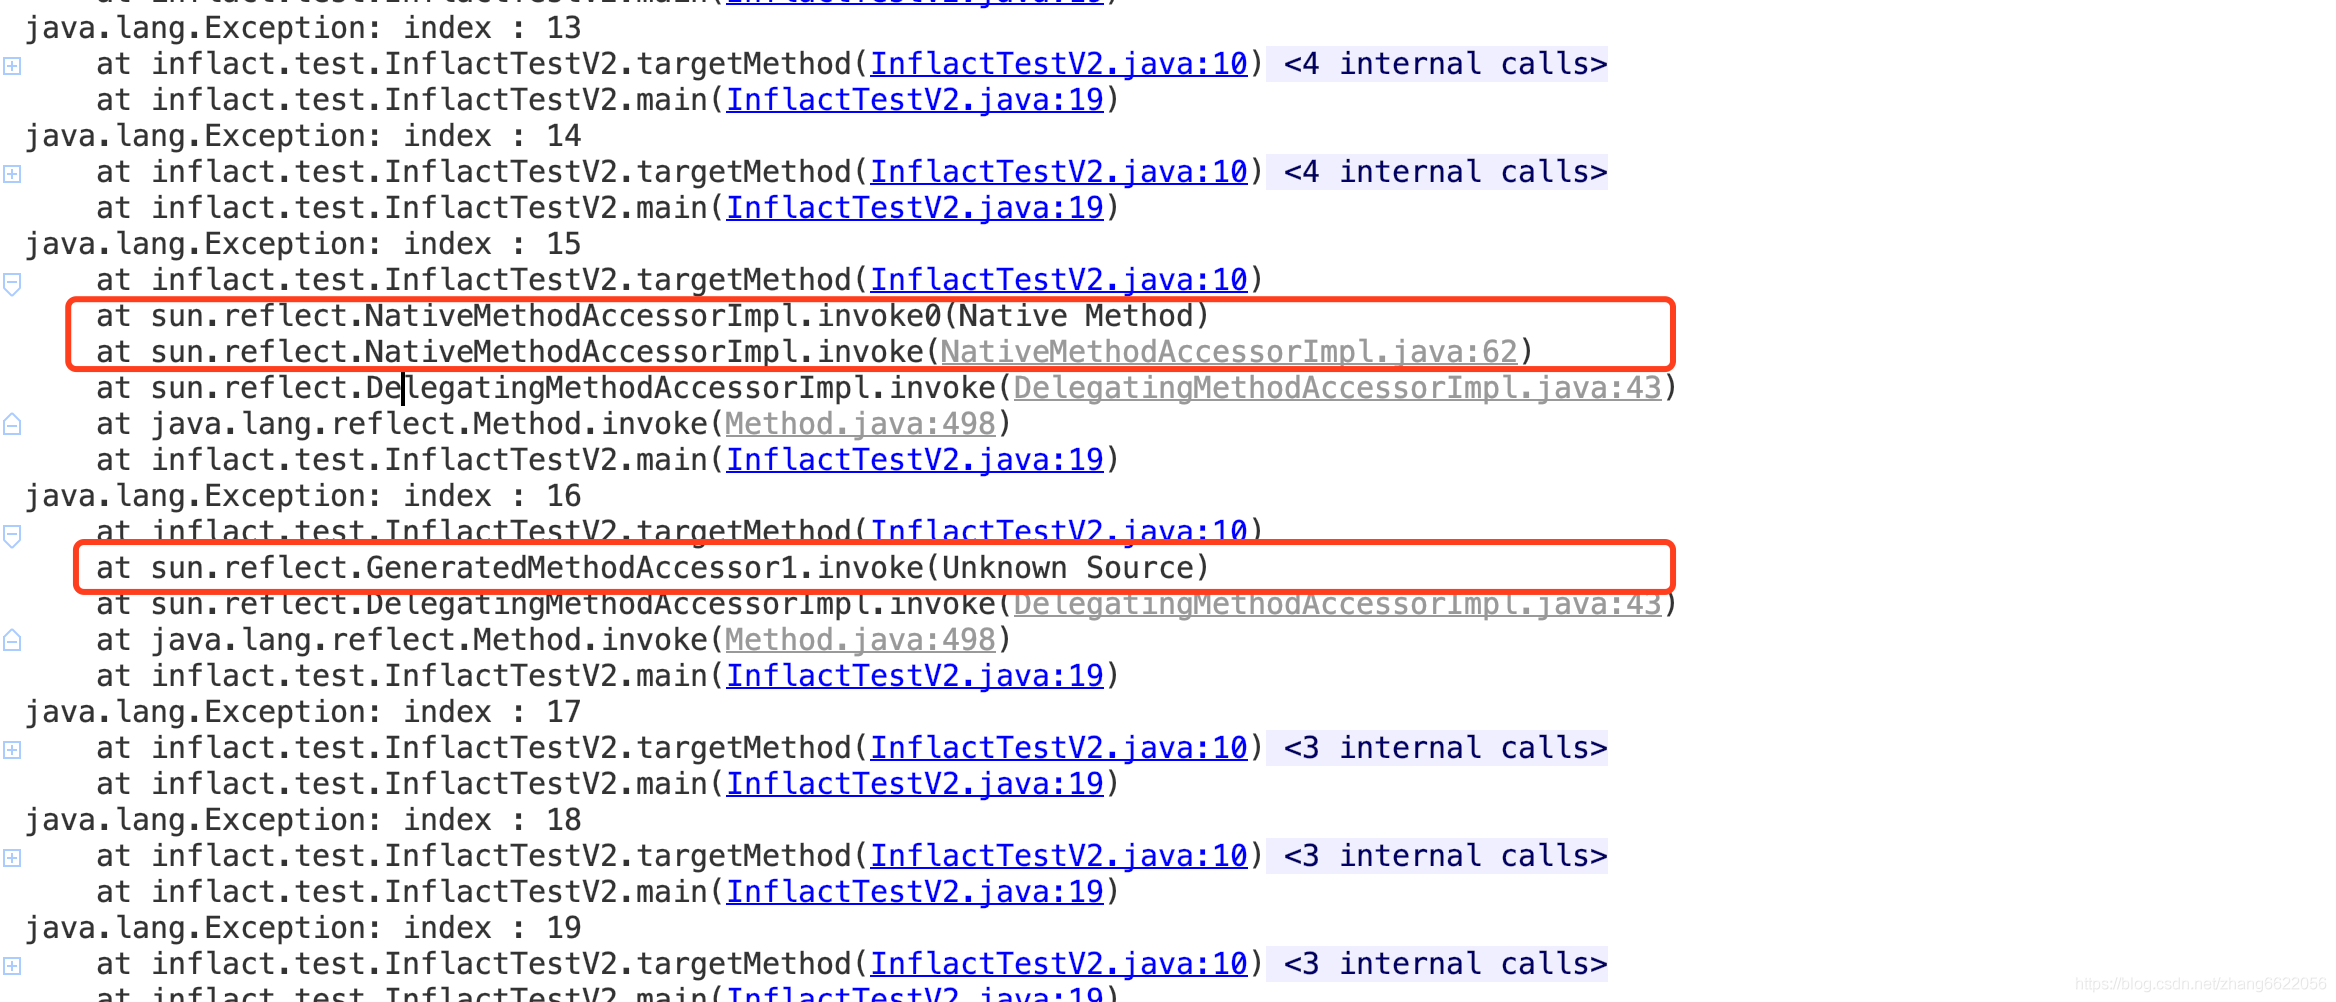 at inflact.test.InflactTestV2.main(InflactTestV2.java:19)
java.lang.Exception: index : 13
at inflact.test.InflactTestV2.targetMethod(InflactTestV2.java:10) <4 internal calls>
at inflact.test.InflactTestV2.main(InflactTestV2.java:19)
java.lang.Exception: index : 14
at inflact.test.InflactTestV2.targetMethod(InflactTestV2.java:10) <4 internal calls>
at inflact.test.InflactTestV2.main(InflactTestV2.java:19)
java.lang.Exception: index : 15
at inflact.test.InflactTestV2.targetMethod(InflactTestV2.java:10)
at sun.reflect.NativeMethodAccessorImpl.invoke0(Native Method)
at sun.reflect.NativeMethodAccessorImpl.invoke(NativeMethodAccessorImpl.java:62)
at sun.reflect.DelegatingMethodAccessorImpl.invoke(DelegatingMethodAccessorImpl.java:43)
at java.lang.reflect.Method.invoke(Method.java:498)
at inflact.test.InflactTestV2.main(InflactTestV2.java:19)
java.lang.Exception: index : 16
at inflact.test.InflactTestV2.targetMethod(InflactTestV2.java:10)
at sun.reflect.GeneratedMethodAccessor1.invoke(Unknown Source)
at sun.reflect.DelegatingMethodAccessorImpl.invoke(DelegatingMethodAccessorImpl.java:43)
at java.lang.reflect.Method.invoke(Method.java:498)
at inflact.test.InflactTestV2.main(InflactTestV2.java:19)
java.lang.Exception: index : 17
at inflact.test.InflactTestV2.targetMethod(InflactTestV2.java:10) <3 internal calls>
at inflact.test.InflactTestV2.main(InflactTestV2.java:19)
java.lang.Exception: index : 18
at inflact.test.InflactTestV2.targetMethod(InflactTestV2.java:10) <3 internal calls>
at inflact.test.InflactTestV2.main(InflactTestV2.java:19)
java.lang.Exception: index : 19
at inflact.test.InflactTestV2.targetMethod(InflactTestV2.java:10) <3 internal calls>
at inflact.test.InflactTestV2.main(InflactTestV2.java:19)
https://blog.csdn.net/zhang6622056